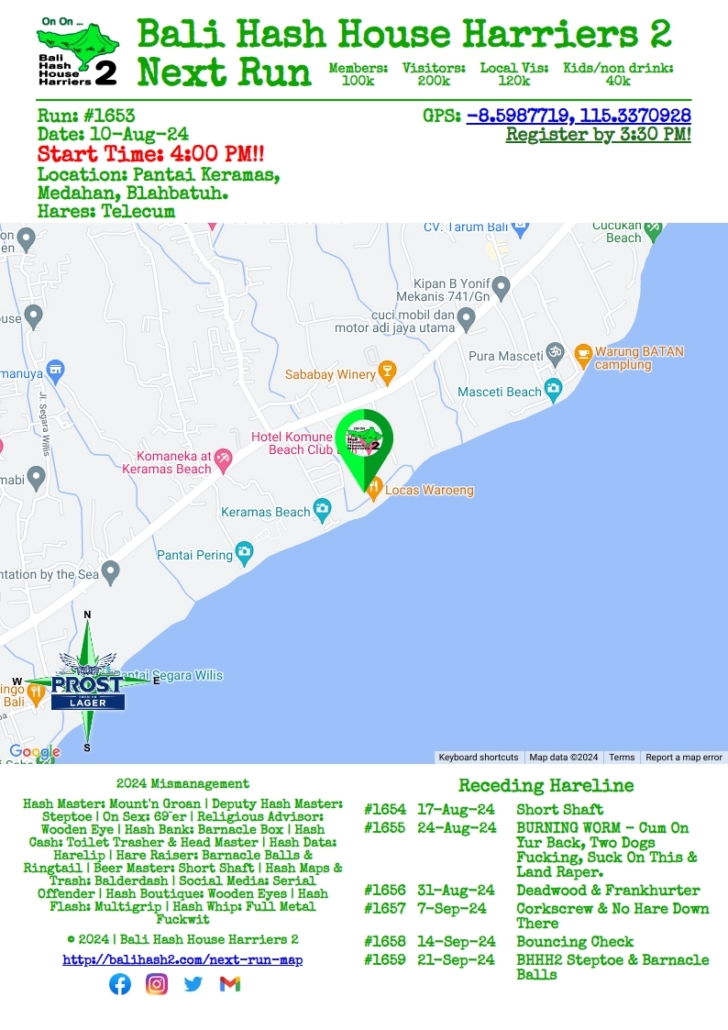 On On ...
Bali
Hash
House
Harriers 2
Bali Hash House Harriers 2
Next Run
Members:
100k
Visitors:
200k
Local Vis:
120k
Kids/non drink:
40k
Run: #1653
Date: 10-Aug-24
Start Time: 4:00 PM!!
Location: Pantai Keramas,
Medahan, Blahbatuh.
Hares: Telecum
GPS: -8.5987719, 115.3370928
Register by 3:30 PM!
CV. Tarum Bali
Cucukan
Beach
Kipan B Yonif
Mekanis 741/Gn
cuci mobil dan
motor adi jaya utama
Pura Masceti
Warung BATAN
camplung
Sababay Winery
Masceti Beach
Jl. Segara Wilis
Hotel Komune
Beach Club
Komaneka at
Keramas Beach
Locas Waroeng
Keramas Beach
Pantai Pering
ntation by the Sea
N
W
E
S
PROST
LAGER
antai Segara Wilis
ingo
Bali
Google
Keyboard shortcuts
Map data ©2024
Terms
Report a map error
2024 Mismanagement
Hash Master: Mount'n Groan | Deputy Hash Master:
Steptoe | On Sex: 69'er | Religious Advisor:
Wooden Eye | Hash Bank: Barnacle Box | Hash
Cash: Toilet Trasher & Head Master | Hash Data:
Harelip | Hare Raiser: Barnacle Balls &
Ringtail | Beer Master: Short Shaft | Hash Maps &
Trash: Balderdash | Social Media: Serial
Offender | Hash Boutique: Wooden Eyes | Hash
Flash: Multigrip | Hash Whip: Full Metal
Fuckwit
© 2024 | Bali Hash House Harriers 2
http://balihash2.com/next-run-map
Receding Hareline
#1654 17-Aug-24 Short Shaft
#1655 24-Aug-24 BURNING WORM - Cum On
Yur Back, Two Dogs
Fucking, Suck On This &
Land Raper.
#1656 31-Aug-24 Deadwood & Frankhurter
#1657 7-Sep-24 Corkscrew & No Hare Down
There
#1658 14-Sep-24 Bouncing Check
#1659 21-Sep-24 BHHH2 Steptoe & Barnacle
Balls